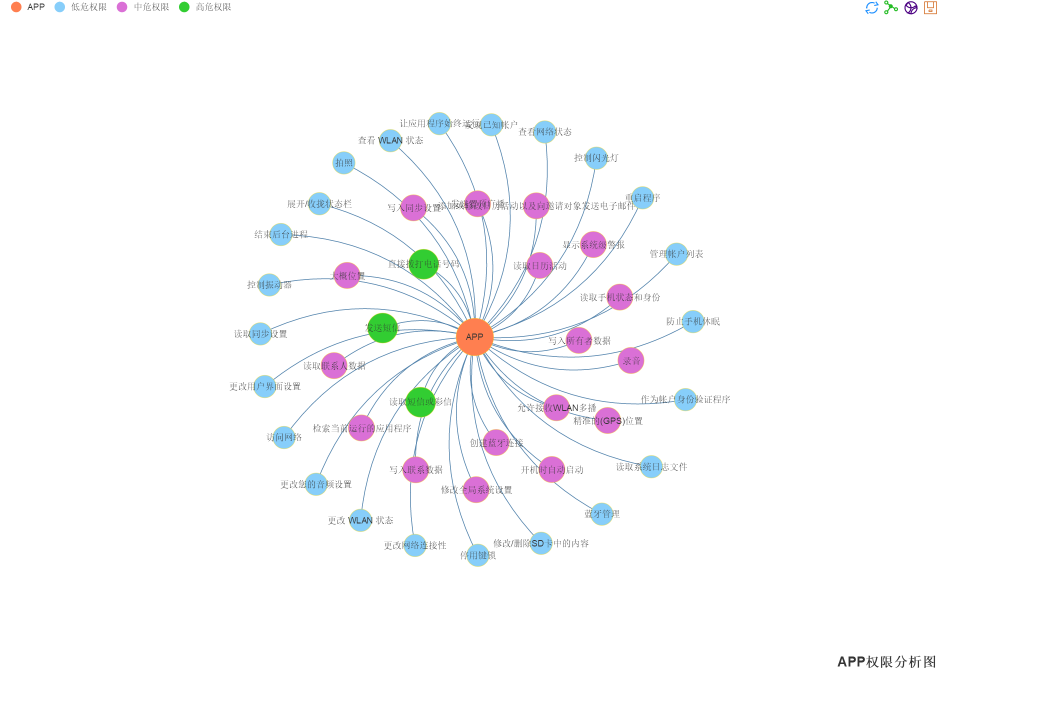 APP 低危权限 中危权限 高危权限
让应用程序始终运行
发现已知帐户
查看网络状态
查看 WLAN 状态
控制闪光灯
拍照
重启程序
展开/收拢状态栏
写入同步设置
活动以及向邀请对象发送电子邮件
结束后台进程
显示系统级警报
管理帐户列表
直接拨打电话号码
读取日历活动
大概位置
控制振动器
读取手机状态和身份
防止手机休眠
发送短信
读取同步设置
APP
写入所有者数据
录音
读取联系人数据
更改用户界面设置
作为帐户身份验证程序
读取短信或彩信
允许接收WLAN多播
精准的(GPS)位置
检索当前运行的应用程序
访问网络
创建蓝牙连接
写入联系数据
开机时自动启动
读取系统日志文件
更改您的音频设置
修改全局系统设置
蓝牙管理
更改 WLAN 状态
更改网络连接性
修改/删除SD卡中的内容
停用键锁
APP权限分析图